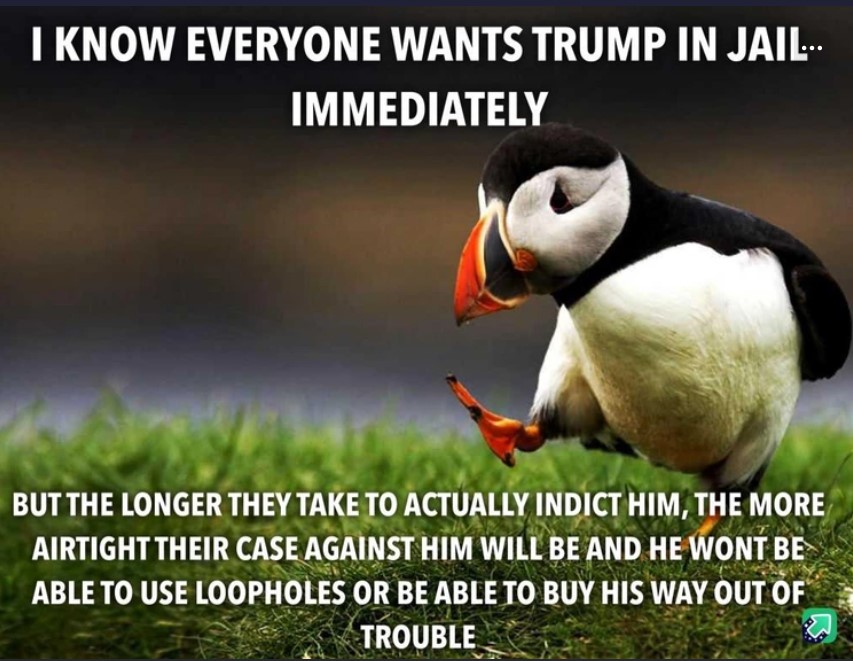 I KNOW EVERYONE WANTS TRUMP IN JAIL
IMMEDIATELY
BUT THE LONGER THEY TAKE TO ACTUALLY INDICT HIM, THE MORE
AIRTIGHT THEIR CASE AGAINST HIM WILL BE AND HE WONT BE
ABLE TO USE LOOPHOLES OR BE ABLE TO BUY HIS WAY OUT OF
TROUBLE